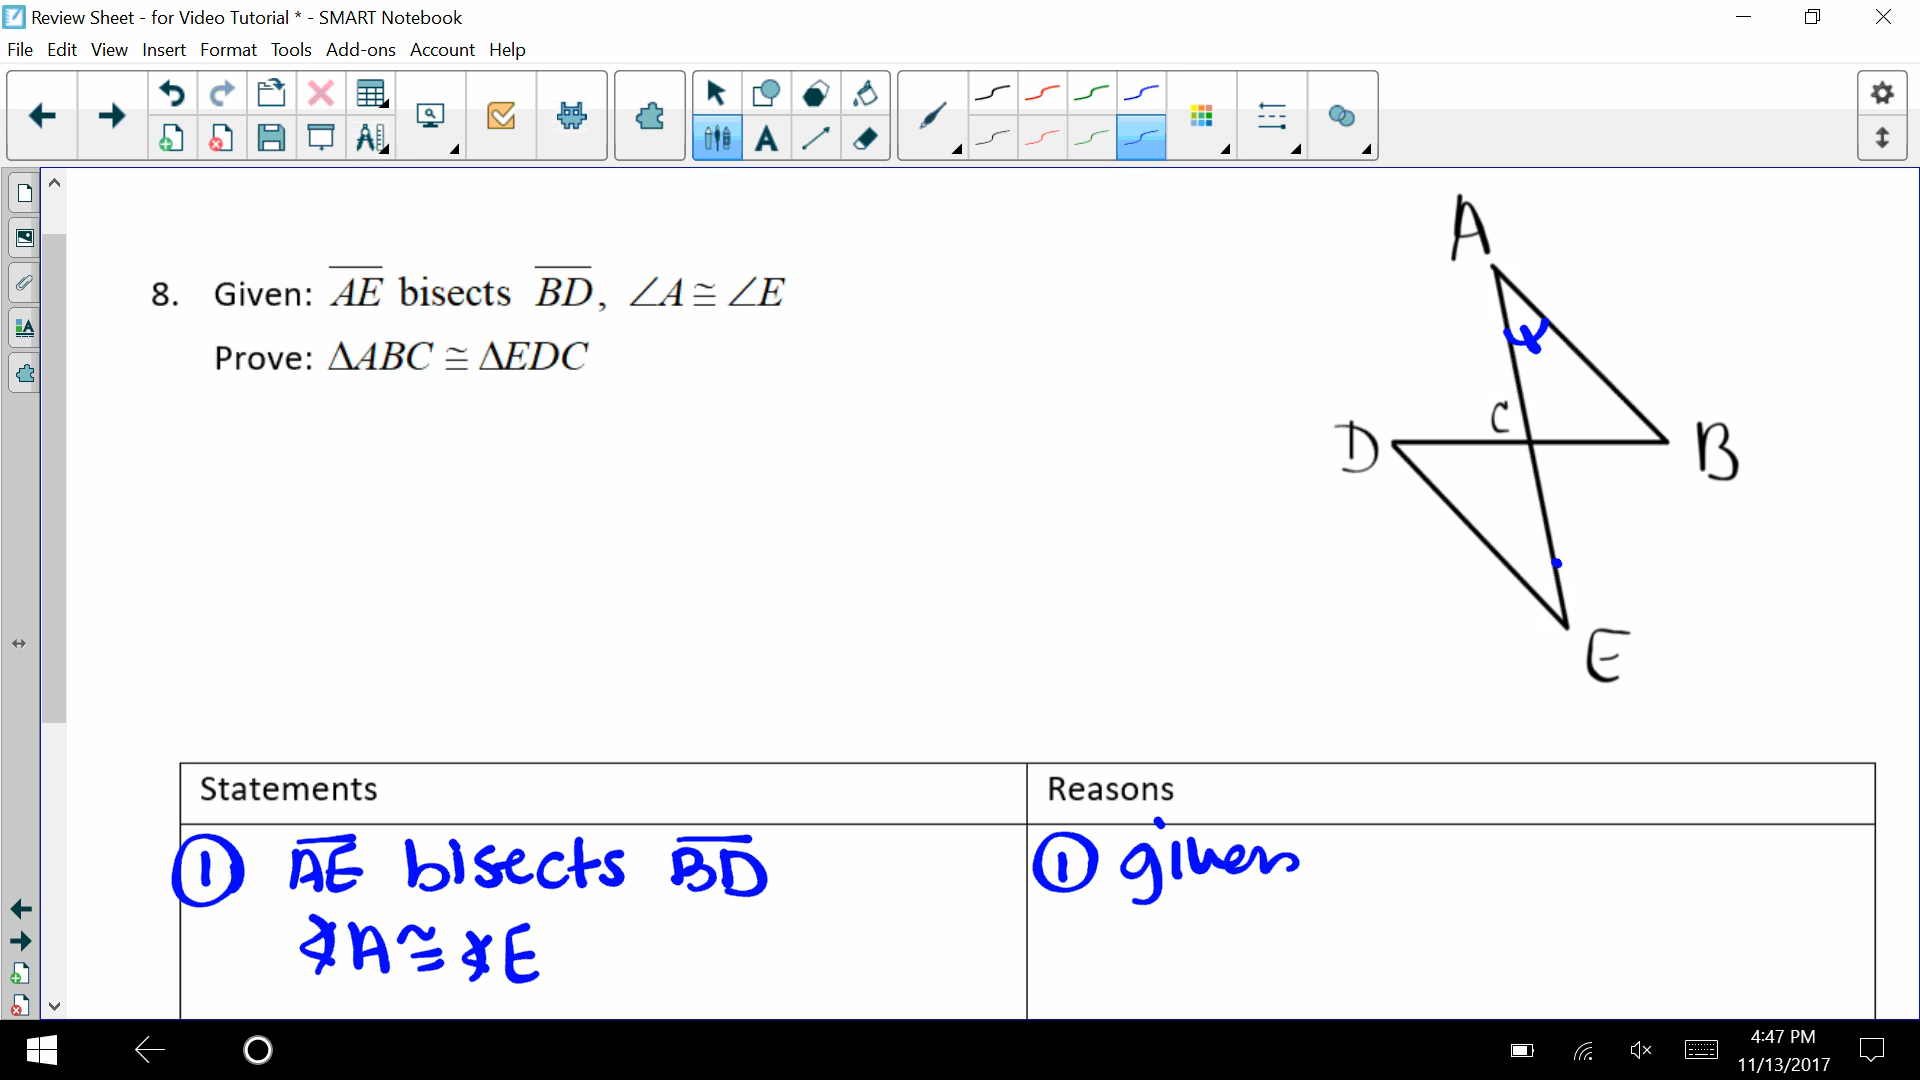 Review Sheet - for Video Tutorial * - SMART Notebook
File Edit View Insert Format Tools Add-ons Account Help
8. Given: AE bisects BD, ∠A ≅ ∠E
Prove: ΔABC ≅ ΔEDC
A
C
D
B
E
Statements
Reasons
① AE bisects BD
① given
∡A ≅ ∡E
4:47 PM
11/13/2017